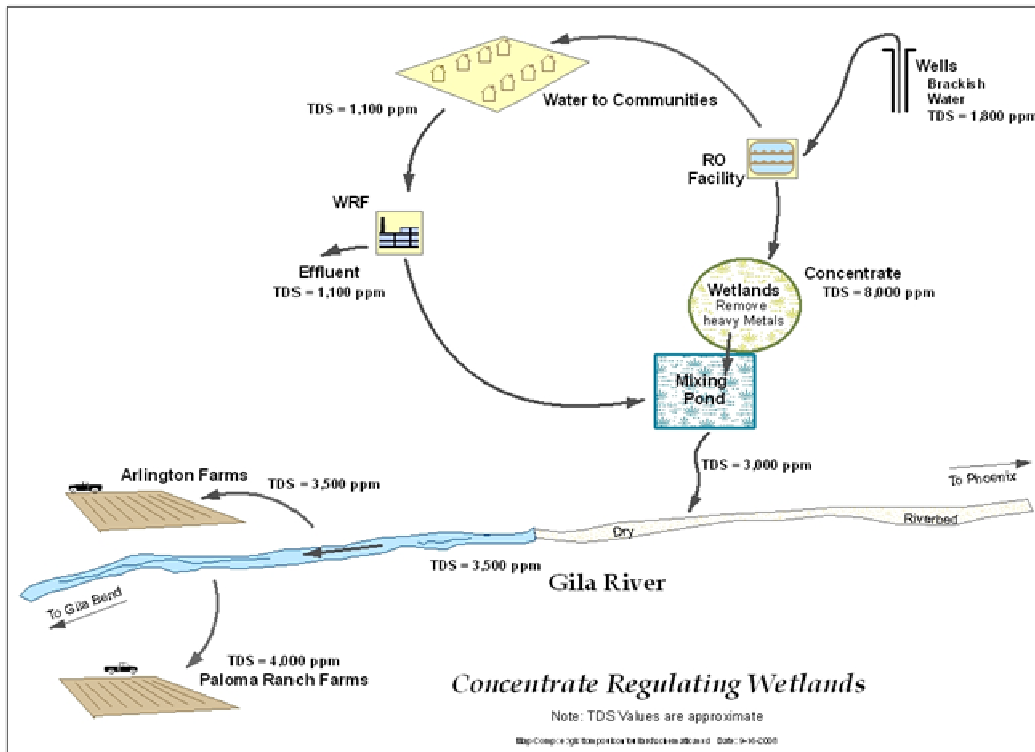 Wells
Brackish
Water
TDS = 1,800 ppm
Water to Communities
TDS = 1,100 ppm
RO
Facility
WRF
Effluent
TDS = 1,100 ppm
Concentrate
TDS = 8,000 ppm
Wetlands
Remove
heavy Metals
Mixing
Pond
TDS = 3,000 ppm
To Phoenix
Arlington Farms
TDS = 3,500 ppm
Dry
Riverbed
TDS = 3,500 ppm
Gila River
To Gila Bend
TDS = 4,000 ppm
Paloma Ranch Farms
Concentrate Regulating Wetlands
Note: TDS Values are approximate